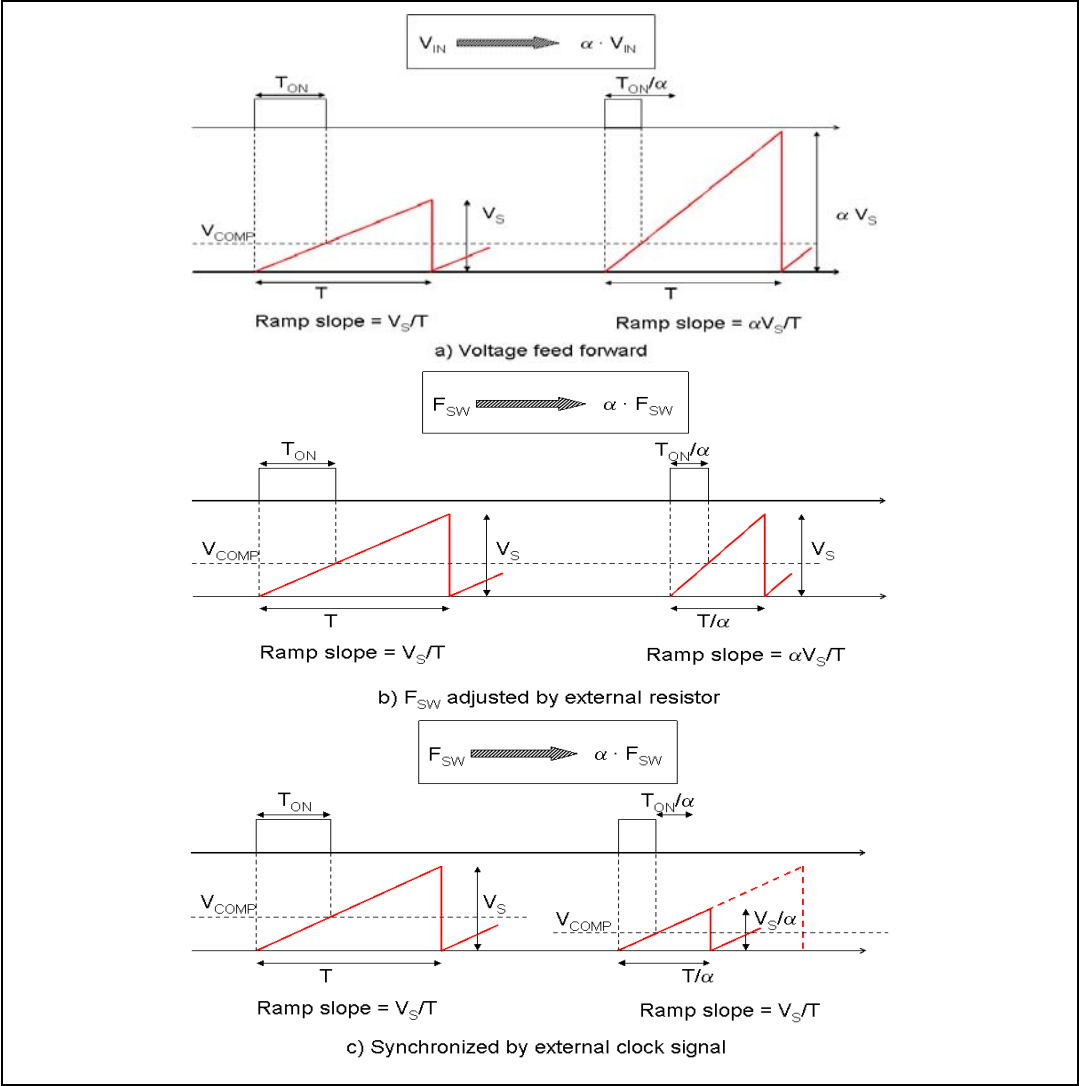 V_IN α · V_IN
T_ON T_ON/α
V_S α V_S
V_COMP
T T
Ramp slope = V_S/T Ramp slope = αV_S/T
a) Voltage feed forward
F_SW α · F_SW
T_ON T_ON/α
V_COMP V_S V_S
T T/α
Ramp slope = V_S/T Ramp slope = αV_S/T
b) F_SW adjusted by external resistor
F_SW α · F_SW
T_ON T_ON/α
V_COMP V_S V_COMP V_S/α
T T/α
Ramp slope = V_S/T Ramp slope = V_S/T
c) Synchronized by external clock signal